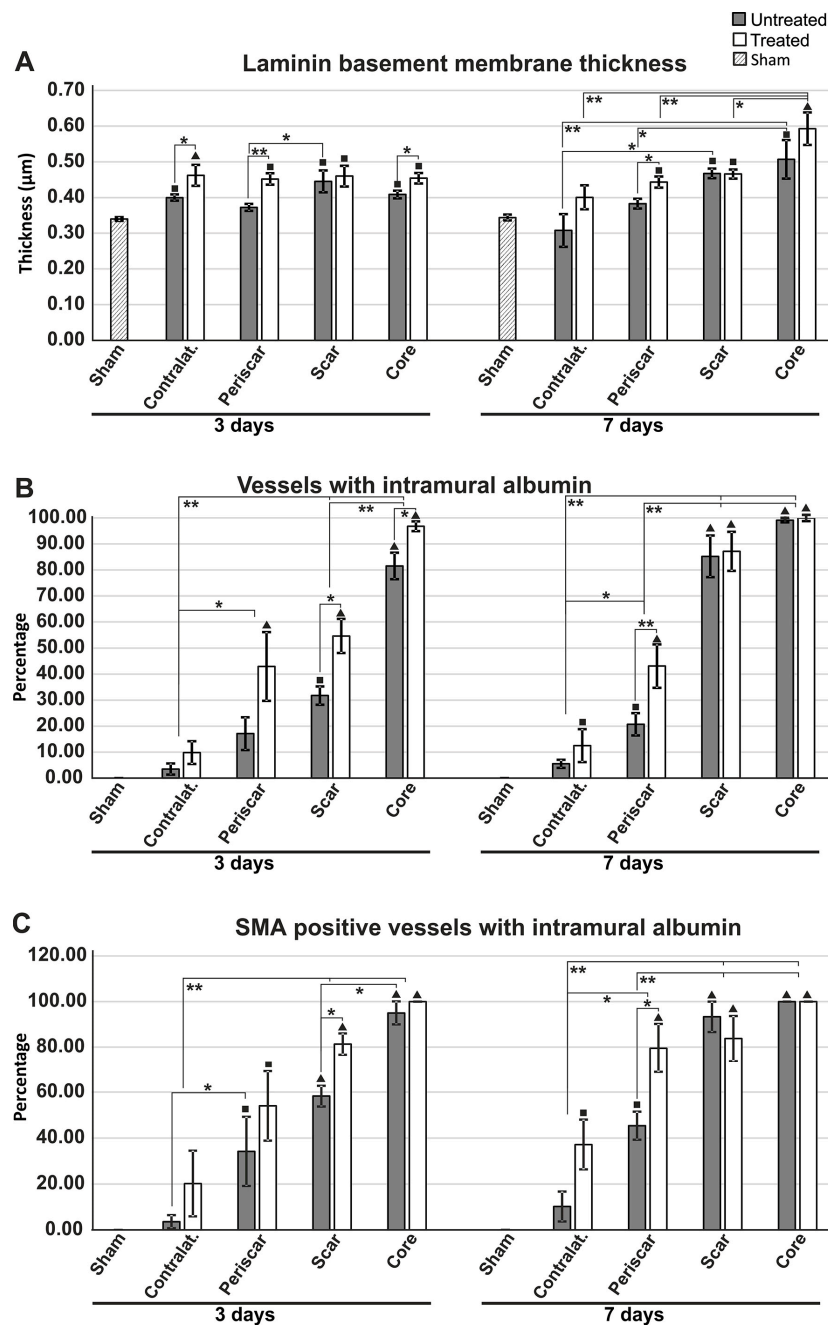 Untreated
Treated
Sham
A
Laminin basement membrane thickness
Thickness (µm)
0.70
0.60
0.50
0.40
0.30
0.20
0.10
0.00
* ** * * ** * * * ** ** *
Sham Contralat. Periscar Scar Core Sham Contralat. Periscar Scar Core
3 days 7 days
B
Vessels with intramural albumin
Percentage
100.00
90.00
80.00
70.00
60.00
50.00
40.00
30.00
20.00
10.00
0.00
** ** * * * ** ** * **
Sham Contralat. Periscar Scar Core Sham Contralat. Periscar Scar Core
3 days 7 days
C
SMA positive vessels with intramural albumin
Percentage
120.00
100.00
80.00
60.00
40.00
20.00
0.00
** * * * ** ** * *
Sham Contralat. Periscar Scar Core Sham Contralat. Periscar Scar Core
3 days 7 days